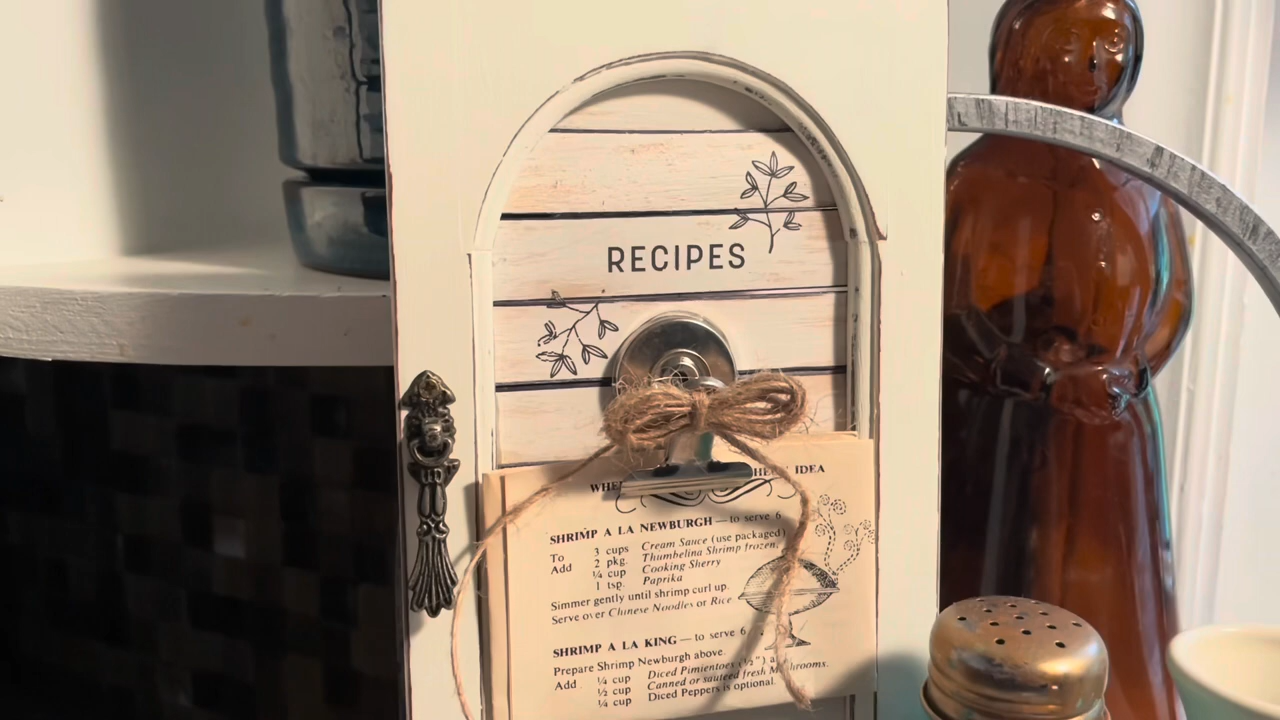 RECIPES
IDEA
SHRIMP A LA NEWBURGH — to serve 6
To 3 cups Cream Sauce (use packaged)
Add 2 pkg. Thumbelina Shrimp frozen,
¼ cup Cooking Sherry
1 tsp. Paprika
Simmer gently until shrimp curl up.
Serve over Chinese Noodles or Rice
SHRIMP A LA KING — to serve 6
Prepare Shrimp Newburgh above.
Add ¼ cup Diced Pimientoes (½")
½ cup Canned or sauteed fresh Mushrooms.
¼ cup Diced Peppers is optional.